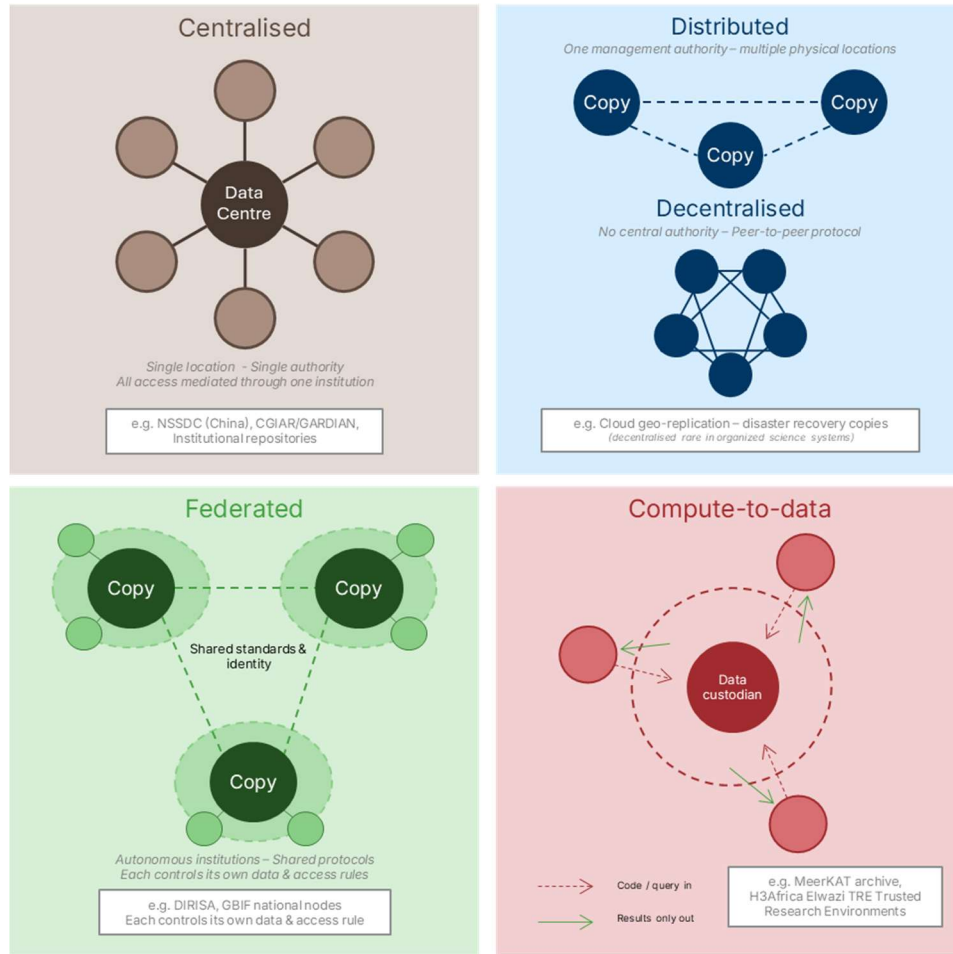 Centralised
Data
Centre
Single location - Single authority
All access mediated through one institution
e.g. NSSDC (China), CGIAR/GARDIAN,
Institutional repositories
Distributed
One management authority – multiple physical locations
Copy
Copy
Copy
Decentralised
No central authority – Peer-to-peer protocol
e.g. Cloud geo-replication – disaster recovery copies
(decentralised rare in organized science systems)
Federated
Copy
Copy
Shared standards &
identity
Copy
Autonomous institutions – Shared protocols
Each controls its own data & access rules
e.g. DIRISA, GBIF national nodes
Each controls its own data & access rule
Compute-to-data
Data
custodian
Code / query in
Results only out
e.g. MeerKAT archive,
H3Africa Elwazi TRE Trusted
Research Environments